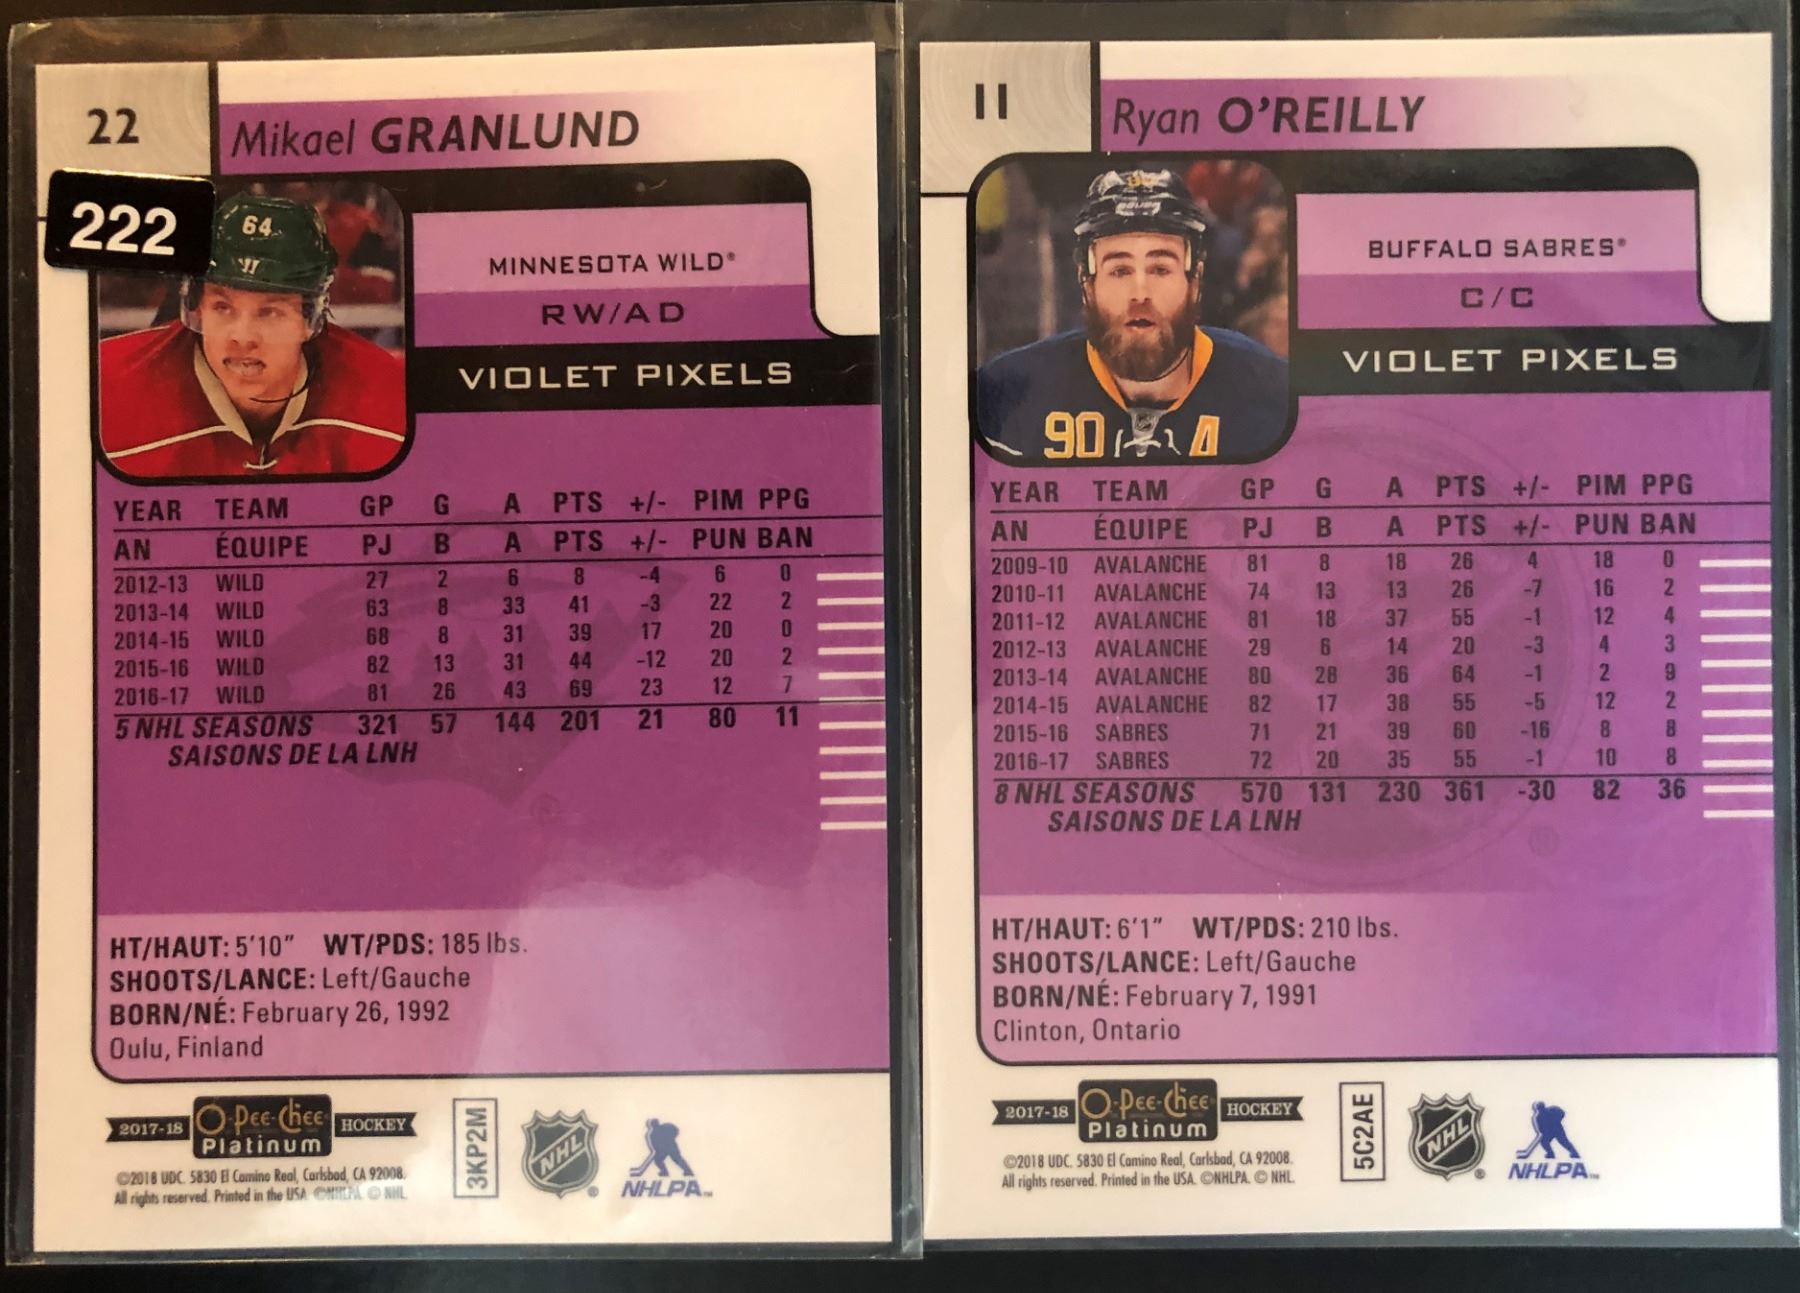 22
Mikael GRANLUND
222
64
MINNESOTA WILD®
RW/AD
VIOLET PIXELS
YEAR TEAM GP G A PTS +/- PIM PPG
AN ÉQUIPE PJ B A PTS +/- PUN BAN
2012-13 WILD 27 2 6 8 -4 6 0
2013-14 WILD 63 8 33 41 -3 22 2
2014-15 WILD 68 8 31 39 17 20 0
2015-16 WILD 82 13 31 44 -12 20 2
2016-17 WILD 81 26 43 69 23 12 7
5 NHL SEASONS 321 57 144 201 21 80 11
SAISONS DE LA LNH
HT/HAUT: 5'10" WT/PDS: 185 lbs.
SHOOTS/LANCE: Left/Gauche
BORN/NÉ: February 26, 1992
Oulu, Finland
2017-18 O-PEE-CHEE Platinum HOCKEY
3KP2M
NHL®
NHLPA™
©2018 UDC. 5830 El Camino Real, Carlsbad, CA 92008.
All rights reserved. Printed in the USA. ©NHLPA. © NHL.
11
Ryan O'REILLY
BAUER
90 A
BUFFALO SABRES®
C/C
VIOLET PIXELS
YEAR TEAM GP G A PTS +/- PIM PPG
AN ÉQUIPE PJ B A PTS +/- PUN BAN
2009-10 AVALANCHE 81 8 18 26 4 18 0
2010-11 AVALANCHE 74 13 13 26 -7 16 2
2011-12 AVALANCHE 81 18 37 55 -1 12 4
2012-13 AVALANCHE 29 6 14 20 -3 4 3
2013-14 AVALANCHE 80 28 36 64 -1 2 9
2014-15 AVALANCHE 82 17 38 55 -5 12 2
2015-16 SABRES 71 21 39 60 -16 8 8
2016-17 SABRES 72 20 35 55 -1 10 8
8 NHL SEASONS 570 131 230 361 -30 82 36
SAISONS DE LA LNH
HT/HAUT: 6'1" WT/PDS: 210 lbs.
SHOOTS/LANCE: Left/Gauche
BORN/NÉ: February 7, 1991
Clinton, Ontario
2017-18 O-PEE-CHEE Platinum HOCKEY
5C2AE
NHL®
NHLPA™
©2018 UDC. 5830 El Camino Real, Carlsbad, CA 92008.
All rights reserved. Printed in the USA. ©NHLPA. © NHL.